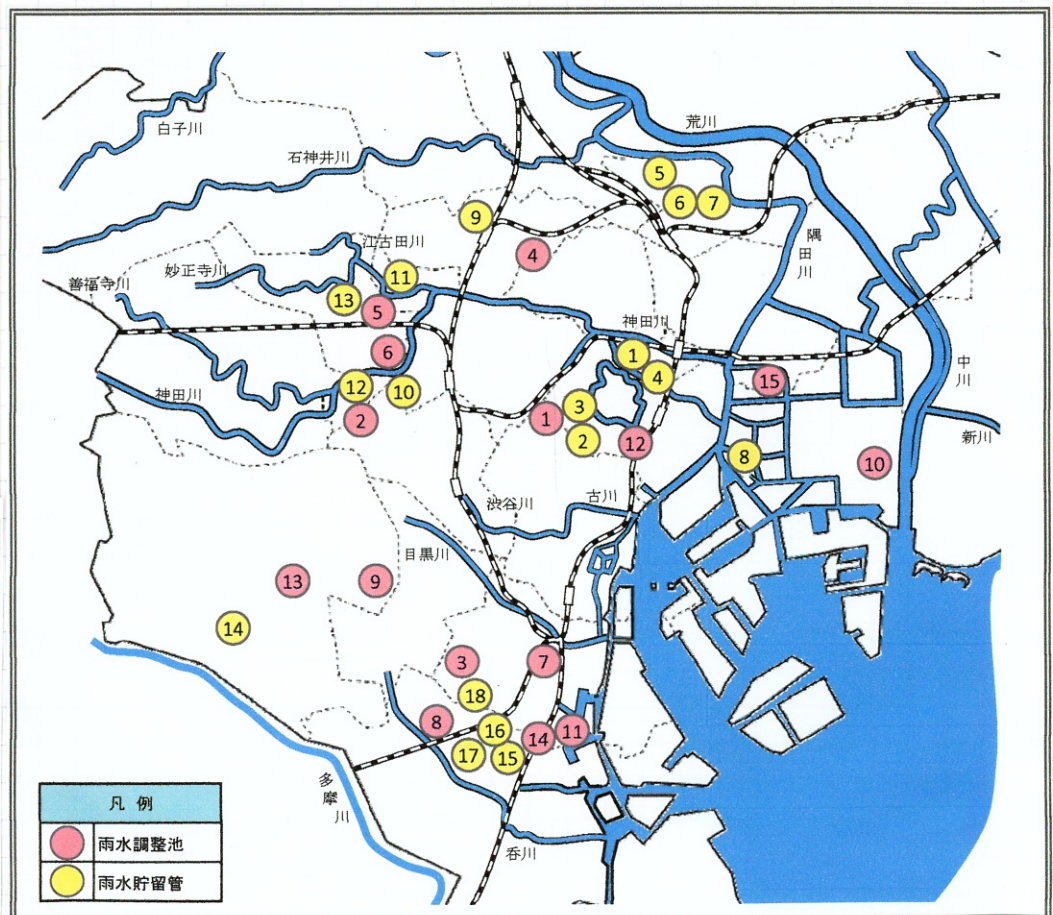 荒川
白子川
石神井川
5
6
7
9
隅田川
江古田川
4
妙正寺川
11
善福寺川
13
5
神田川
1
6
4
15
中川
12
10
神田川
3
2
1
2
12
新川
8
10
渋谷川
古川
目黒川
13
9
14
3
7
18
8
16
14
11
17
15
多摩川
呑川
凡例
雨水調整池
雨水貯留管